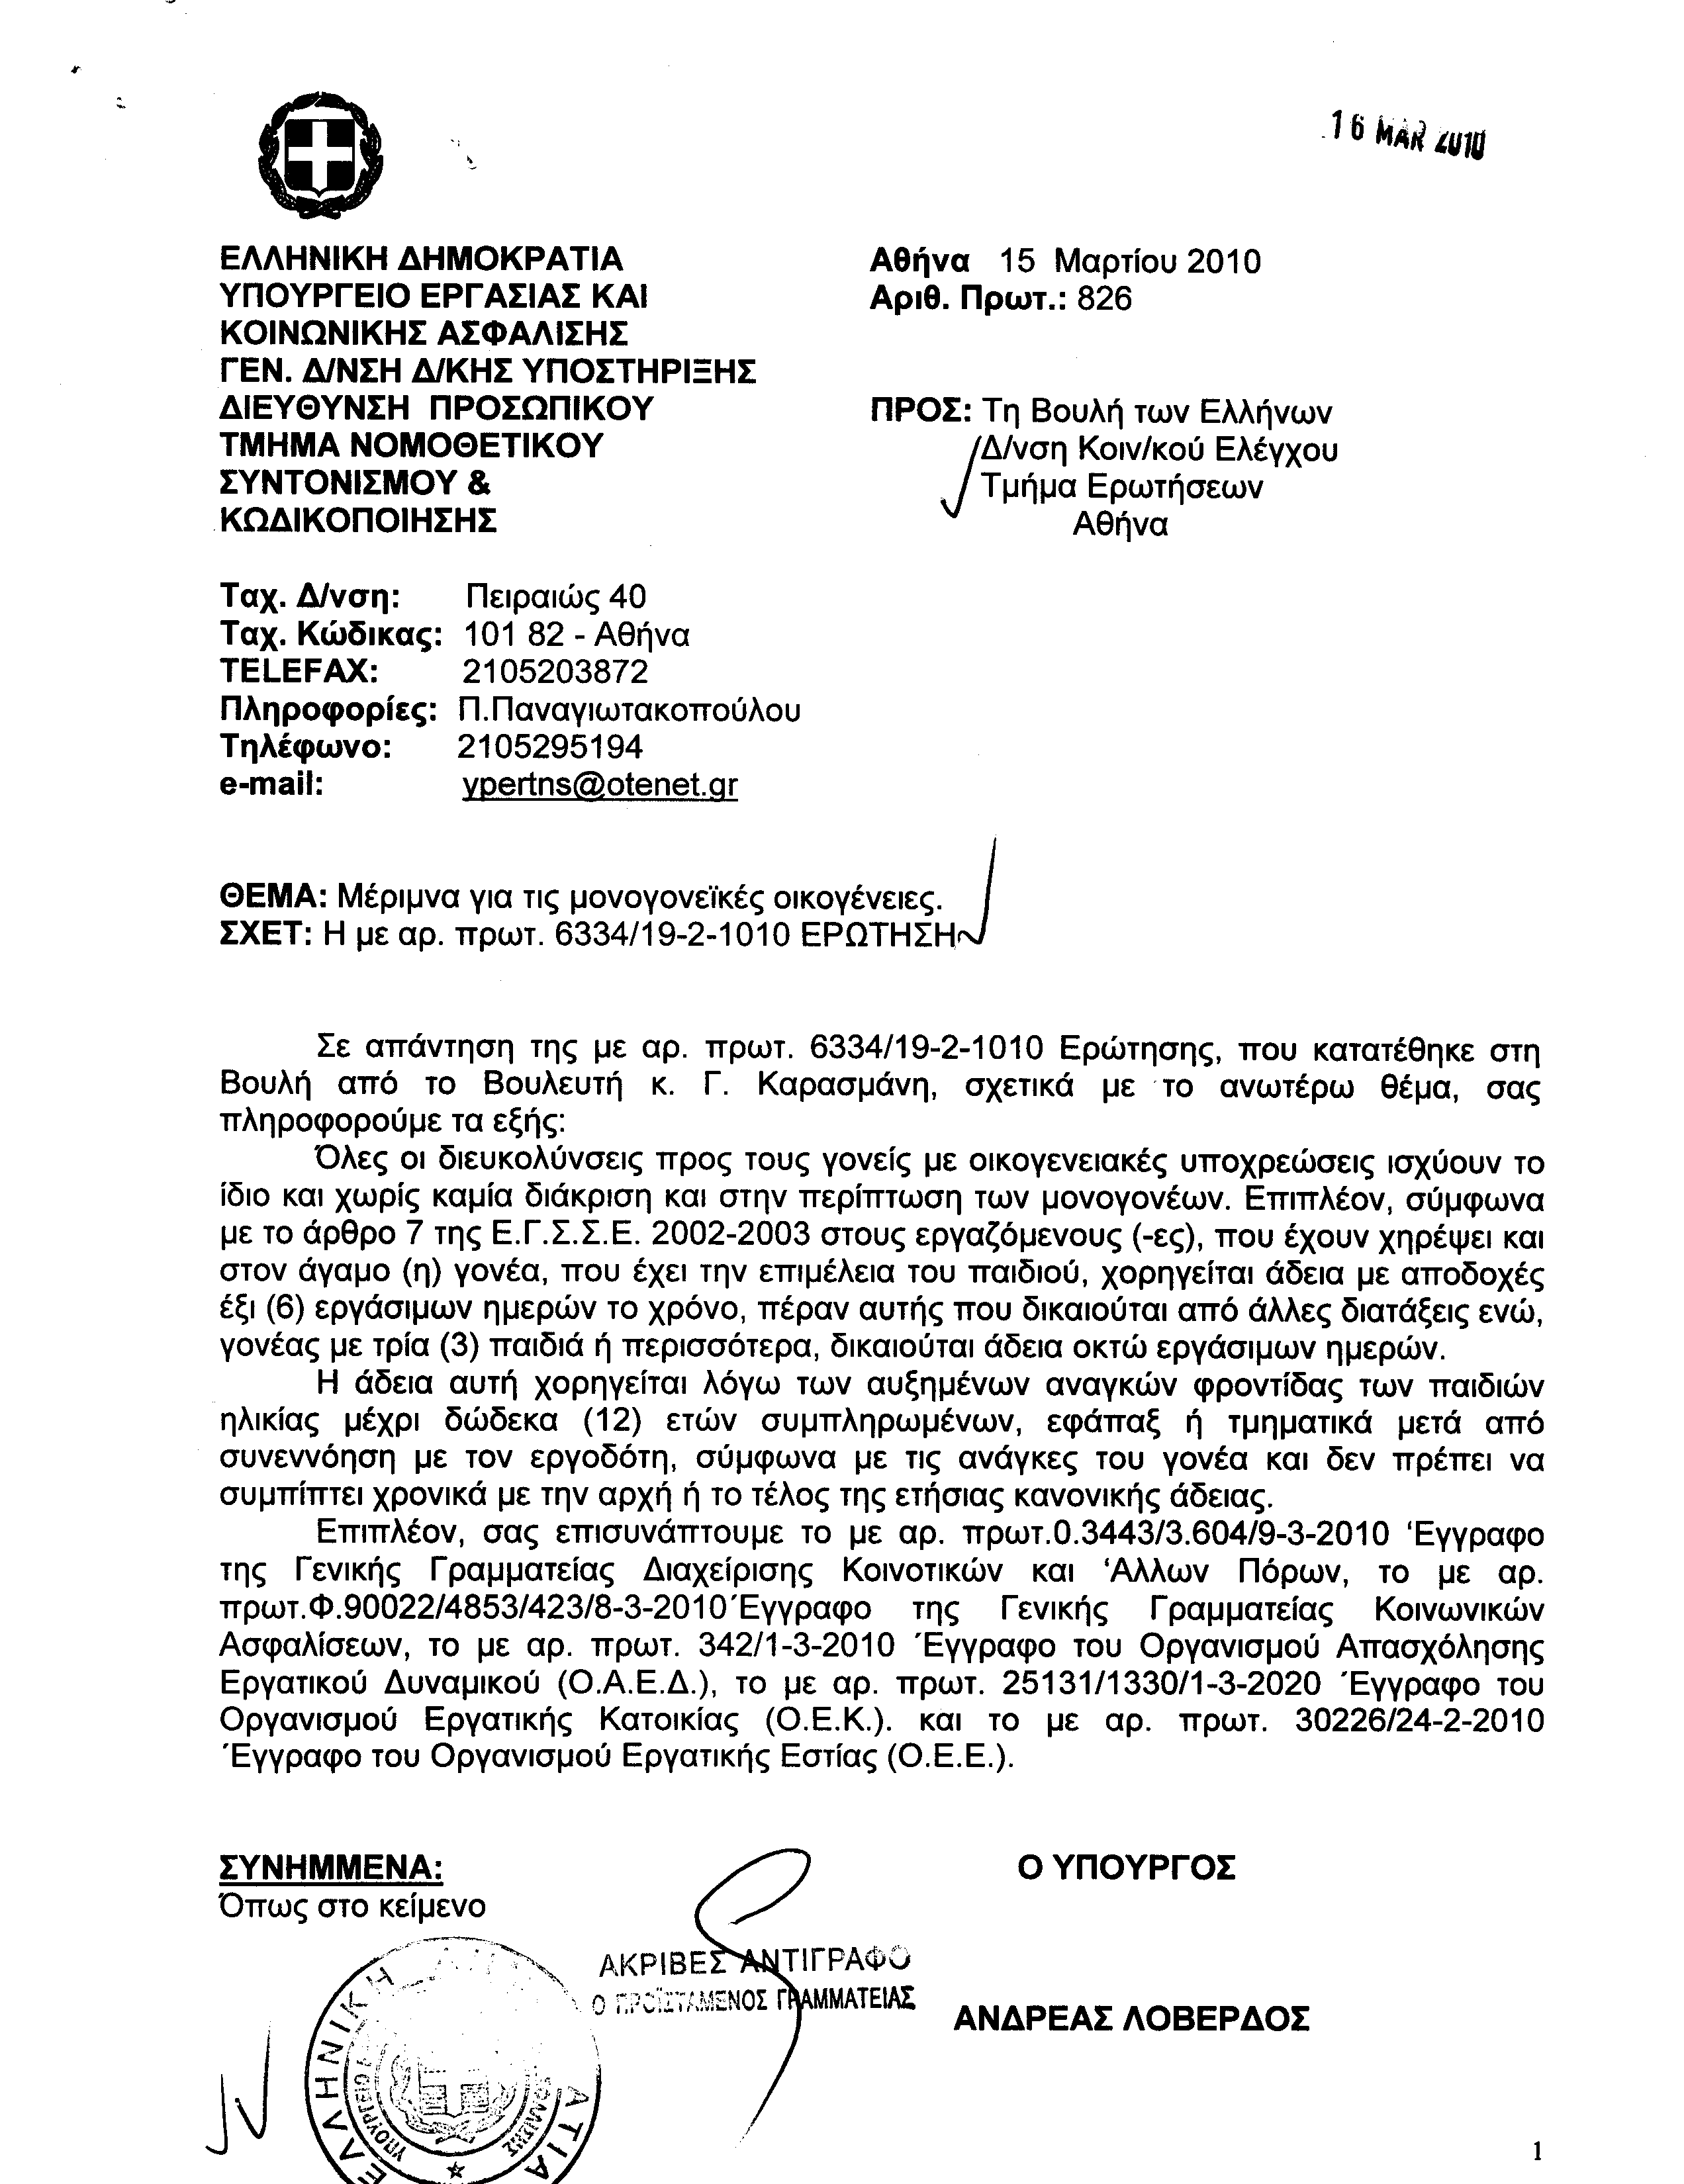 16 MAR 2010
ΕΛΛΗΝΙΚΗ ΔΗΜΟΚΡΑΤΙΑ
ΥΠΟΥΡΓΕΙΟ ΕΡΓΑΣΙΑΣ ΚΑΙ
ΚΟΙΝΩΝΙΚΗΣ ΑΣΦΑΛΙΣΗΣ
ΓΕΝ. Δ/ΝΣΗ Δ/ΚΗΣ ΥΠΟΣΤΗΡΙΞΗΣ
ΔΙΕΥΘΥΝΣΗ ΠΡΟΣΩΠΙΚΟΥ
ΤΜΗΜΑ ΝΟΜΟΘΕΤΙΚΟΥ
ΣΥΝΤΟΝΙΣΜΟΥ &
ΚΩΔΙΚΟΠΟΙΗΣΗΣ
Αθήνα 15 Μαρτίου 2010
Αριθ. Πρωτ.: 826
ΠΡΟΣ: Τη Βουλή των Ελλήνων
Δ/νση Κοιν/κού Ελέγχου
Τμήμα Ερωτήσεων
Αθήνα
Ταχ. Δ/νση: Πειραιώς 40
Ταχ. Κώδικας: 101 82 - Αθήνα
TELEFAX: 2105203872
Πληροφορίες: Π.Παναγιωτακοπούλου
Τηλέφωνο: 2105295194
e-mail: ypertns@otenet.gr
ΘΕΜΑ: Μέριμνα για τις μονογονεϊκές οικογένειες.
ΣΧΕΤ: Η με αρ. πρωτ. 6334/19-2-1010 ΕΡΩΤΗΣΗ
Σε απάντηση της με αρ. πρωτ. 6334/19-2-1010 Ερώτησης, που κατατέθηκε στη
Βουλή από το Βουλευτή κ. Γ. Καρασμάνη, σχετικά με το ανωτέρω θέμα, σας
πληροφορούμε τα εξής:
Όλες οι διευκολύνσεις προς τους γονείς με οικογενειακές υποχρεώσεις ισχύουν το
ίδιο και χωρίς καμία διάκριση και στην περίπτωση των μονογονέων. Επιπλέον, σύμφωνα
με το άρθρο 7 της Ε.Γ.Σ.Σ.Ε. 2002-2003 στους εργαζόμενους (-ες), που έχουν χηρέψει και
στον άγαμο (η) γονέα, που έχει την επιμέλεια του παιδιού, χορηγείται άδεια με αποδοχές
έξι (6) εργάσιμων ημερών το χρόνο, πέραν αυτής που δικαιούται από άλλες διατάξεις ενώ,
γονέας με τρία (3) παιδιά ή περισσότερα, δικαιούται άδεια οκτώ εργάσιμων ημερών.
Η άδεια αυτή χορηγείται λόγω των αυξημένων αναγκών φροντίδας των παιδιών
ηλικίας μέχρι δώδεκα (12) ετών συμπληρωμένων, εφάπαξ ή τμηματικά μετά από
συνεννόηση με τον εργοδότη, σύμφωνα με τις ανάγκες του γονέα και δεν πρέπει να
συμπίπτει χρονικά με την αρχή ή το τέλος της ετήσιας κανονικής άδειας.
Επιπλέον, σας επισυνάπτουμε το με αρ. πρωτ.0.3443/3.604/9-3-2010 ‘Εγγραφο
της Γενικής Γραμματείας Διαχείρισης Κοινοτικών και ‘Αλλων Πόρων, το με αρ.
πρωτ.Φ.90022/4853/423/8-3-2010΄Εγγραφο της Γενικής Γραμματείας Κοινωνικών
Ασφαλίσεων, το με αρ. πρωτ. 342/1-3-2010 ΄Εγγραφο του Οργανισμού Απασχόλησης
Εργατικού Δυναμικού (Ο.Α.Ε.Δ.), το με αρ. πρωτ. 25131/1330/1-3-2020 ΄Εγγραφο του
Οργανισμού Εργατικής Κατοικίας (Ο.Ε.Κ.). και το με αρ. πρωτ. 30226/24-2-2010
΄Εγγραφο του Οργανισμού Εργατικής Εστίας (Ο.Ε.Ε.).
ΣΥΝΗΜΜΕΝΑ:
Όπως στο κείμενο
Ο ΥΠΟΥΡΓΟΣ
ΑΚΡΙΒΕΣ ΑΝΤΙΓΡΑΦΟ
Ο ΠΡΟΪΣΤΑΜΕΝΟΣ ΓΡΑΜΜΑΤΕΙΑΣ
ΑΝΔΡΕΑΣ ΛΟΒΕΡΔΟΣ
ΕΛΛΗΝΙΚΗ
ΥΠΟΥΡΓΕΙΟ
1